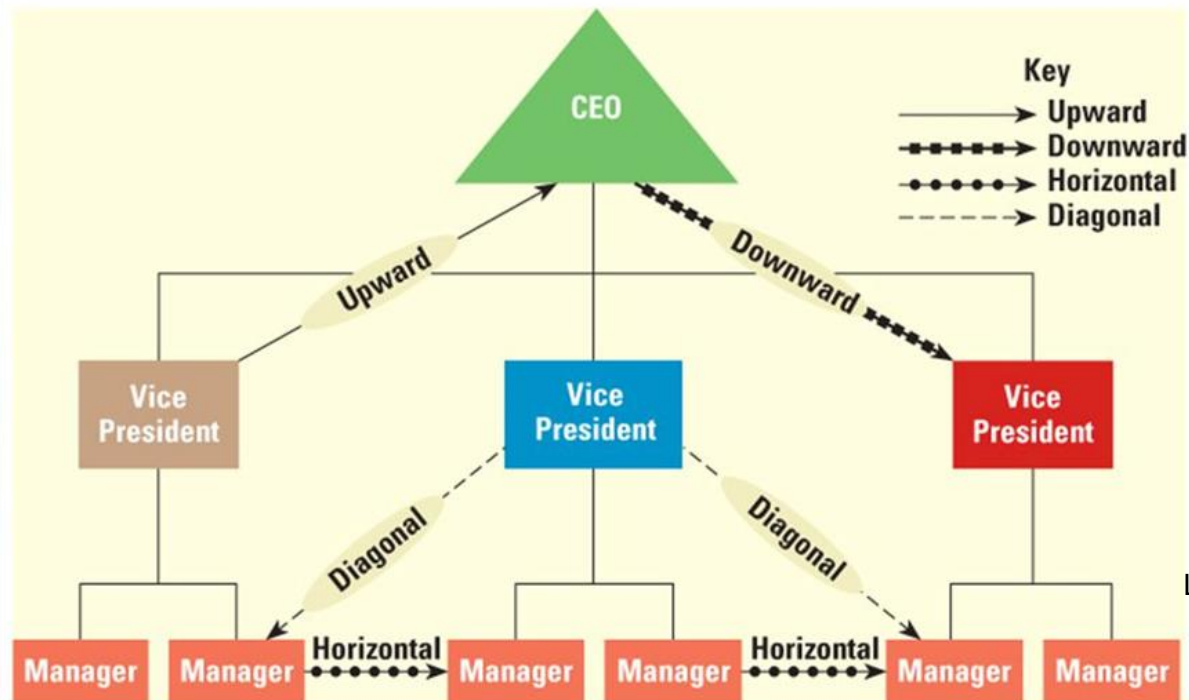 CEO
Key
Upward
Downward
Horizontal
Diagonal
Upward
Downward
Vice
President
Vice
President
Vice
President
Diagonal
Diagonal
L
Horizontal
Horizontal
Manager
Manager
Manager
Manager
Manager
Manager